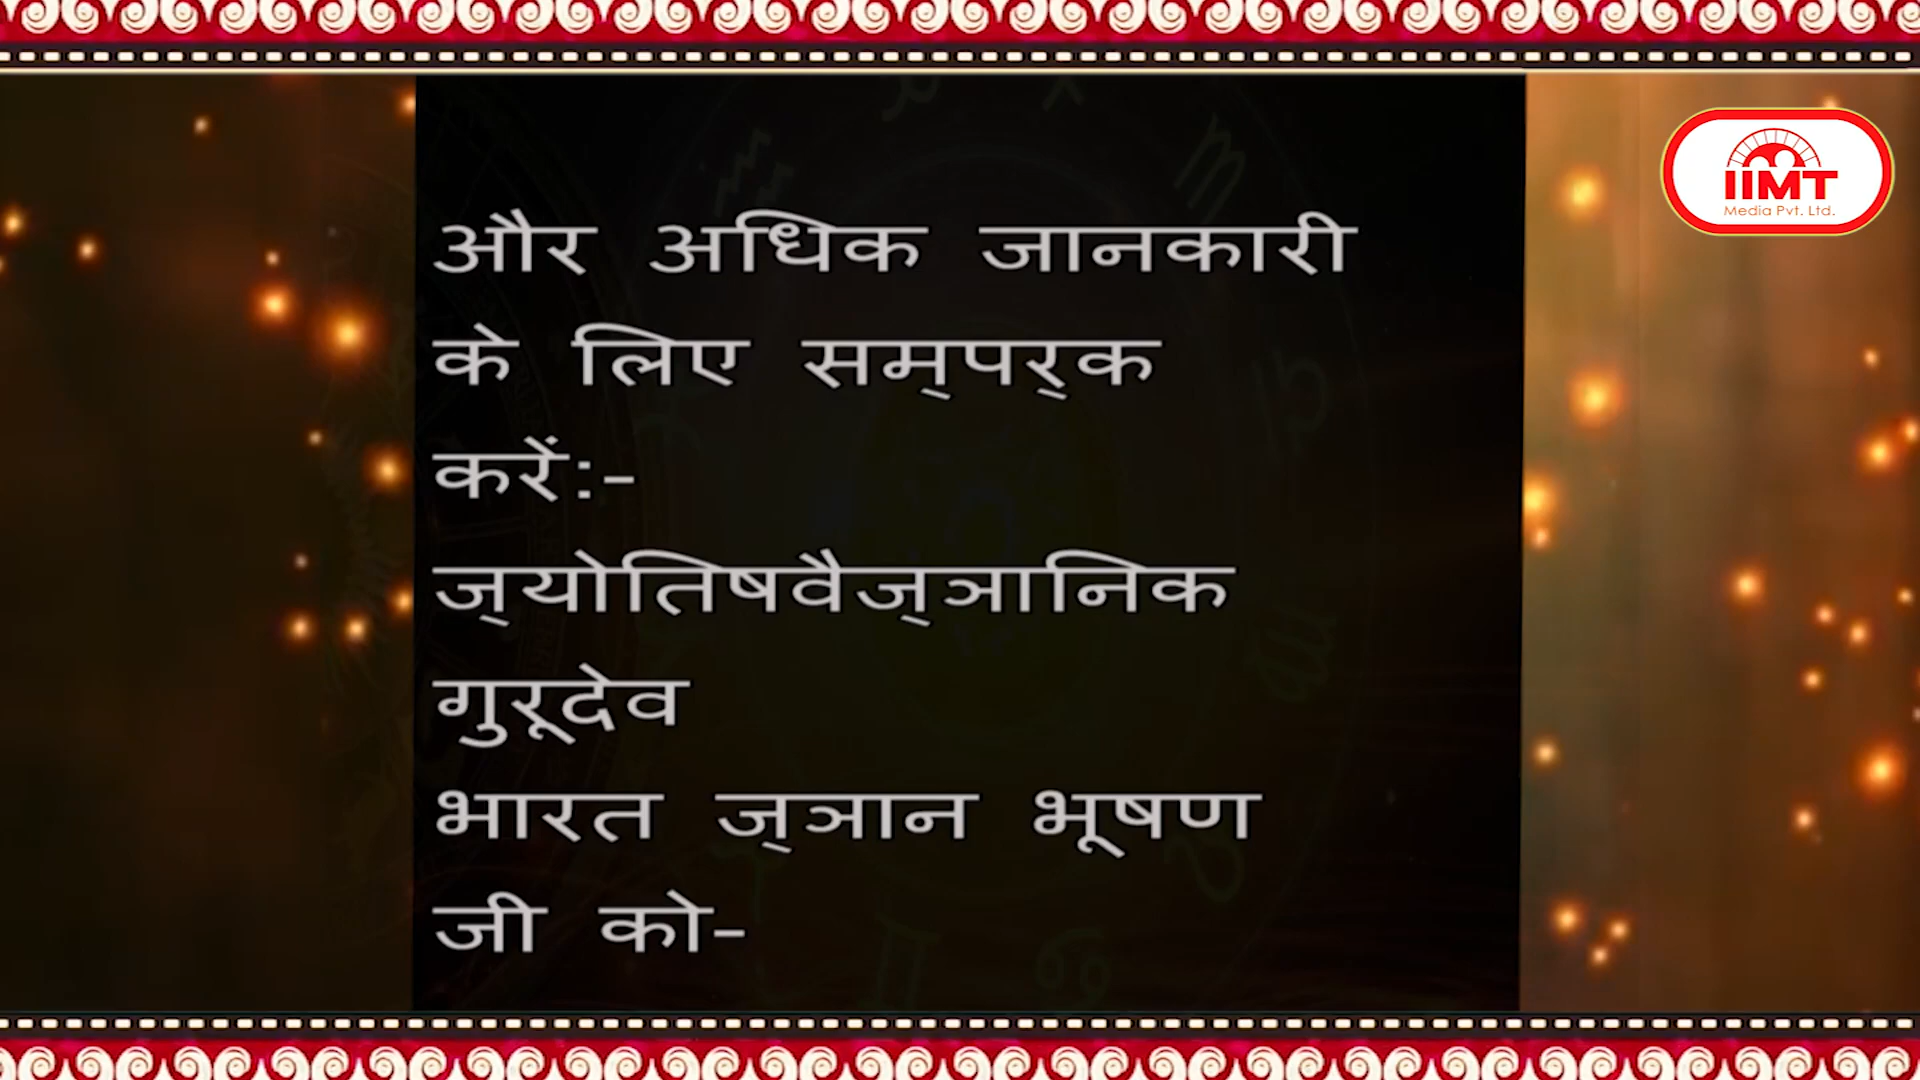 और अधिक जानकारी
के लिए सम्पर्क
करें:-
ज्योतिषवैज्ञानिक
गुरूदेव
भारत ज्ञान भूषण
जी को-
IIMT
Media Pvt. Ltd.